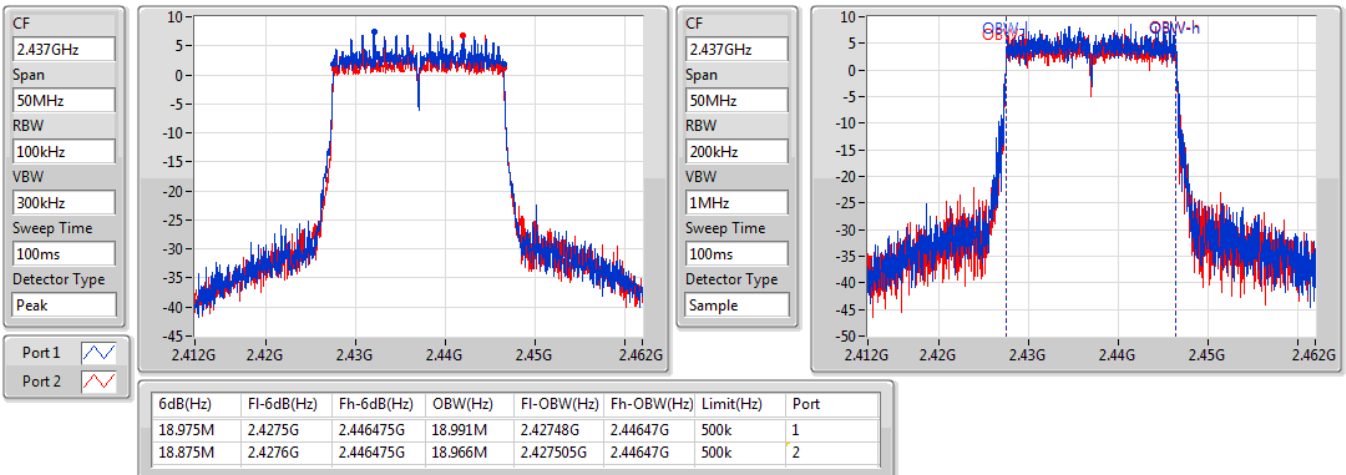 CF
2.437GHz
Span
50MHz
RBW
100kHz
VBW
300kHz
Sweep Time
100ms
Detector Type
Peak
Port 1
Port 2
10
5
0
-5
-10
-15
-20
-25
-30
-35
-40
-45
2.412G 2.42G 2.43G 2.44G 2.45G 2.462G
CF
2.437GHz
Span
50MHz
RBW
200kHz
VBW
1MHz
Sweep Time
100ms
Detector Type
Sample
10
5
0
-5
-10
-15
-20
-25
-30
-35
-40
-45
-50
OBW-l OBW-h
2.412G 2.42G 2.43G 2.44G 2.45G 2.462G
6dB(Hz) Fl-6dB(Hz) Fh-6dB(Hz) OBW(Hz) Fl-OBW(Hz) Fh-OBW(Hz) Limit(Hz) Port
18.975M 2.4275G 2.446475G 18.991M 2.42748G 2.44647G 500k 1
18.875M 2.4276G 2.446475G 18.966M 2.427505G 2.44647G 500k 2